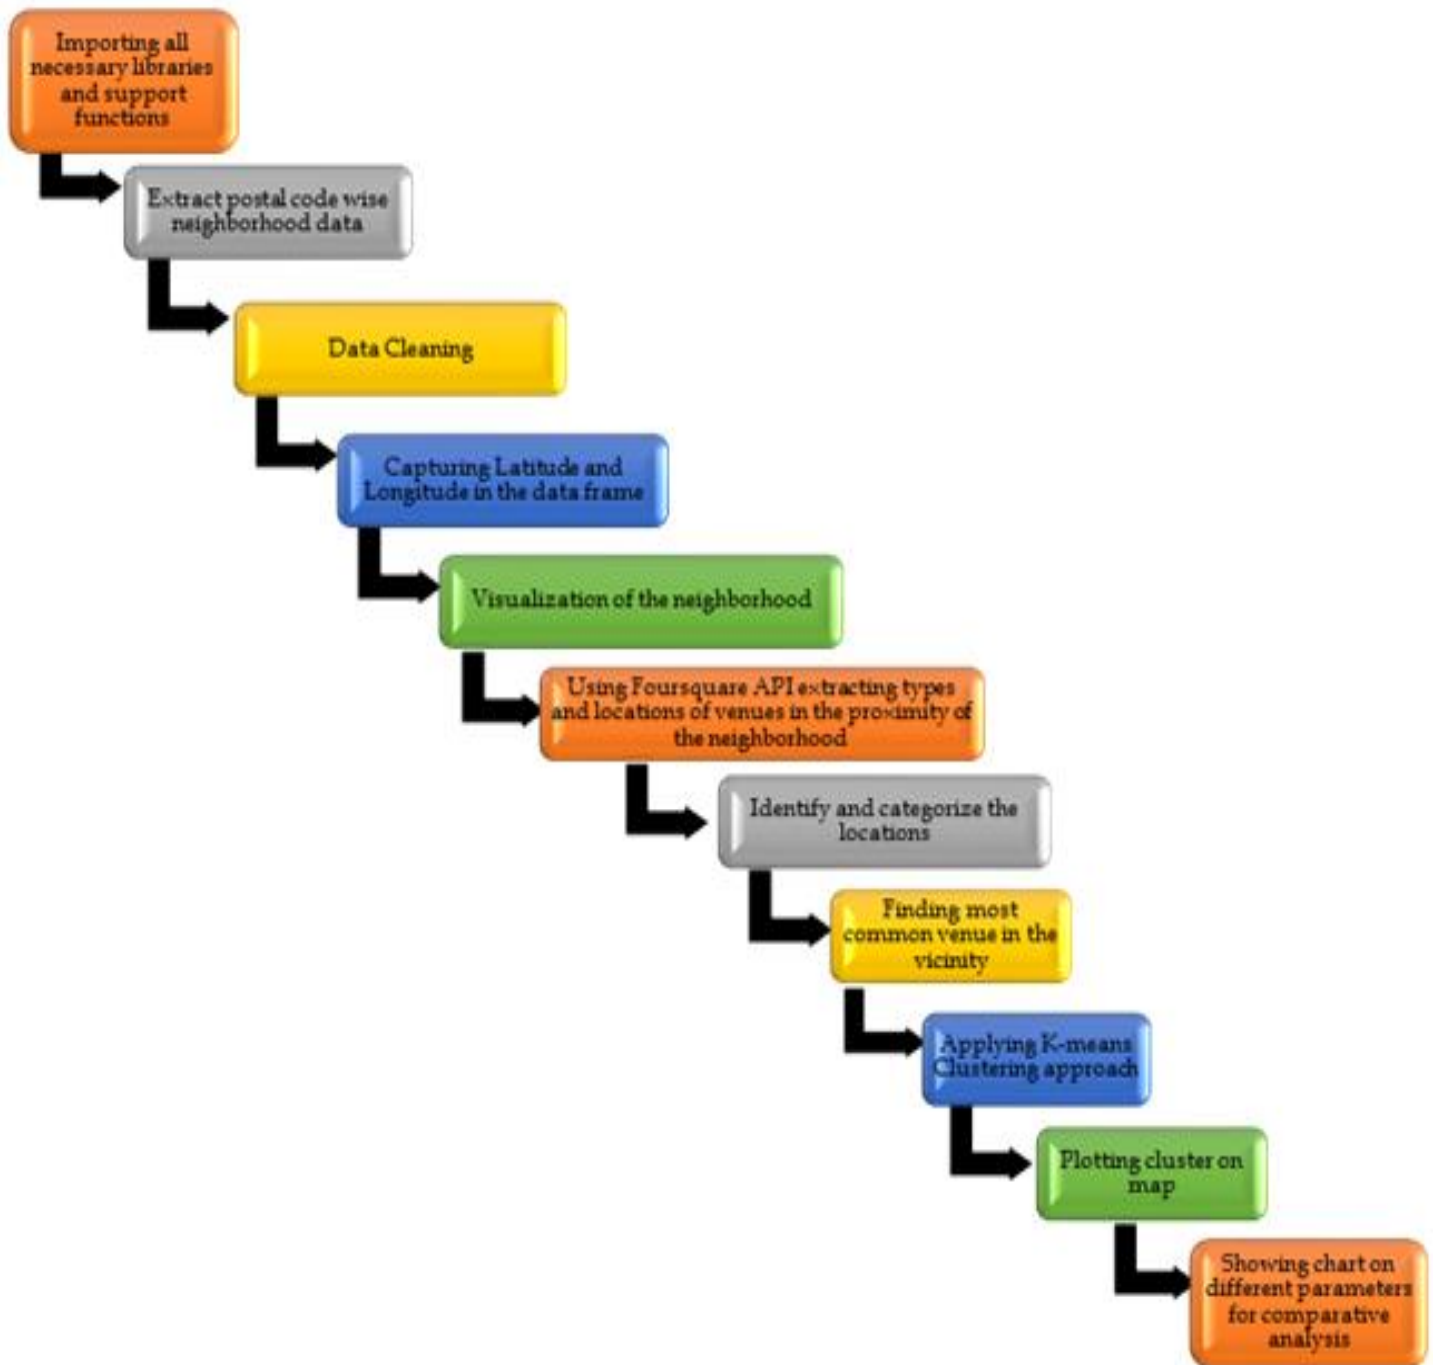 Importing all
necessary libraries
and support
functions
Extract postal code wise
neighborhood data
Data Cleaning
Capturing Latitude and
Longitude in the data frame
Visualization of the neighborhood
Using Foursquare API extracting types
and locations of venues in the proximity of
the neighborhood
Identify and categorize the
locations
Finding most
common venue in the
vicinity
Applying K-means
Clustering approach
Plotting cluster on
map
Showing chart on
different parameters
for comparative
analysis